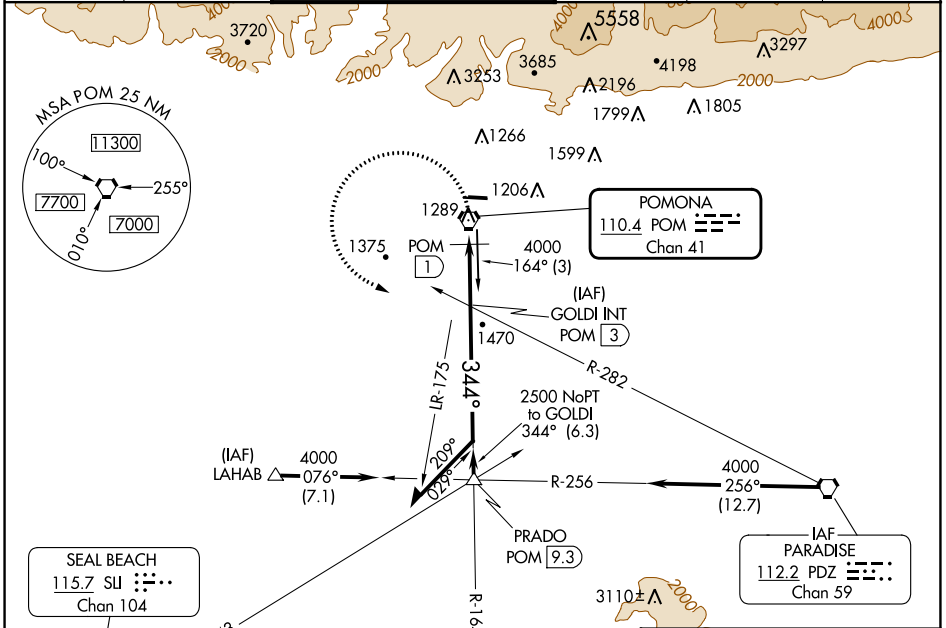 4000
5558
4000
3720
3297
3685
4198
2000
3253
2000
2196
2000
1805
1799
MSA POM 25 NM
11300
100°
255°
7700
7000
010°
1266
1599
1206
1289
POMONA
110.4 POM
Chan 41
1375
POM
1
4000
164° (3)
(IAF)
GOLDI INT
POM 3
1470
R-282
LR-175
344°
2500 NoPT
to GOLDI
344° (6.3)
209°
029°
(IAF)
LAHAB
4000
076°
(7.1)
R-256
4000
256°
(12.7)
PRADO
POM 9.3
IAF
PARADISE
112.2 PDZ
Chan 59
SEAL BEACH
115.7 SLI
Chan 104
R-16
3110±
2000